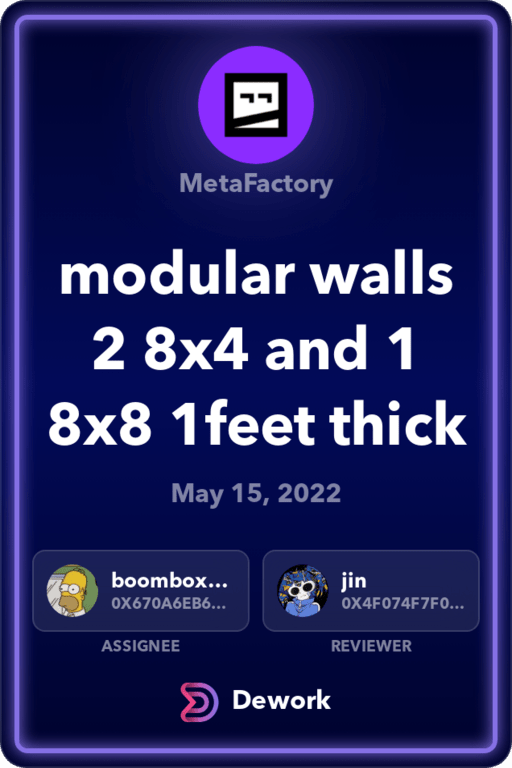 MetaFactory
modular walls
2 8x4 and 1
8x8 1feet thick
May 15, 2022
boombox...
0X670A6EB6...
ASSIGNEE
jin
0X4F074F7F0...
REVIEWER
Dework